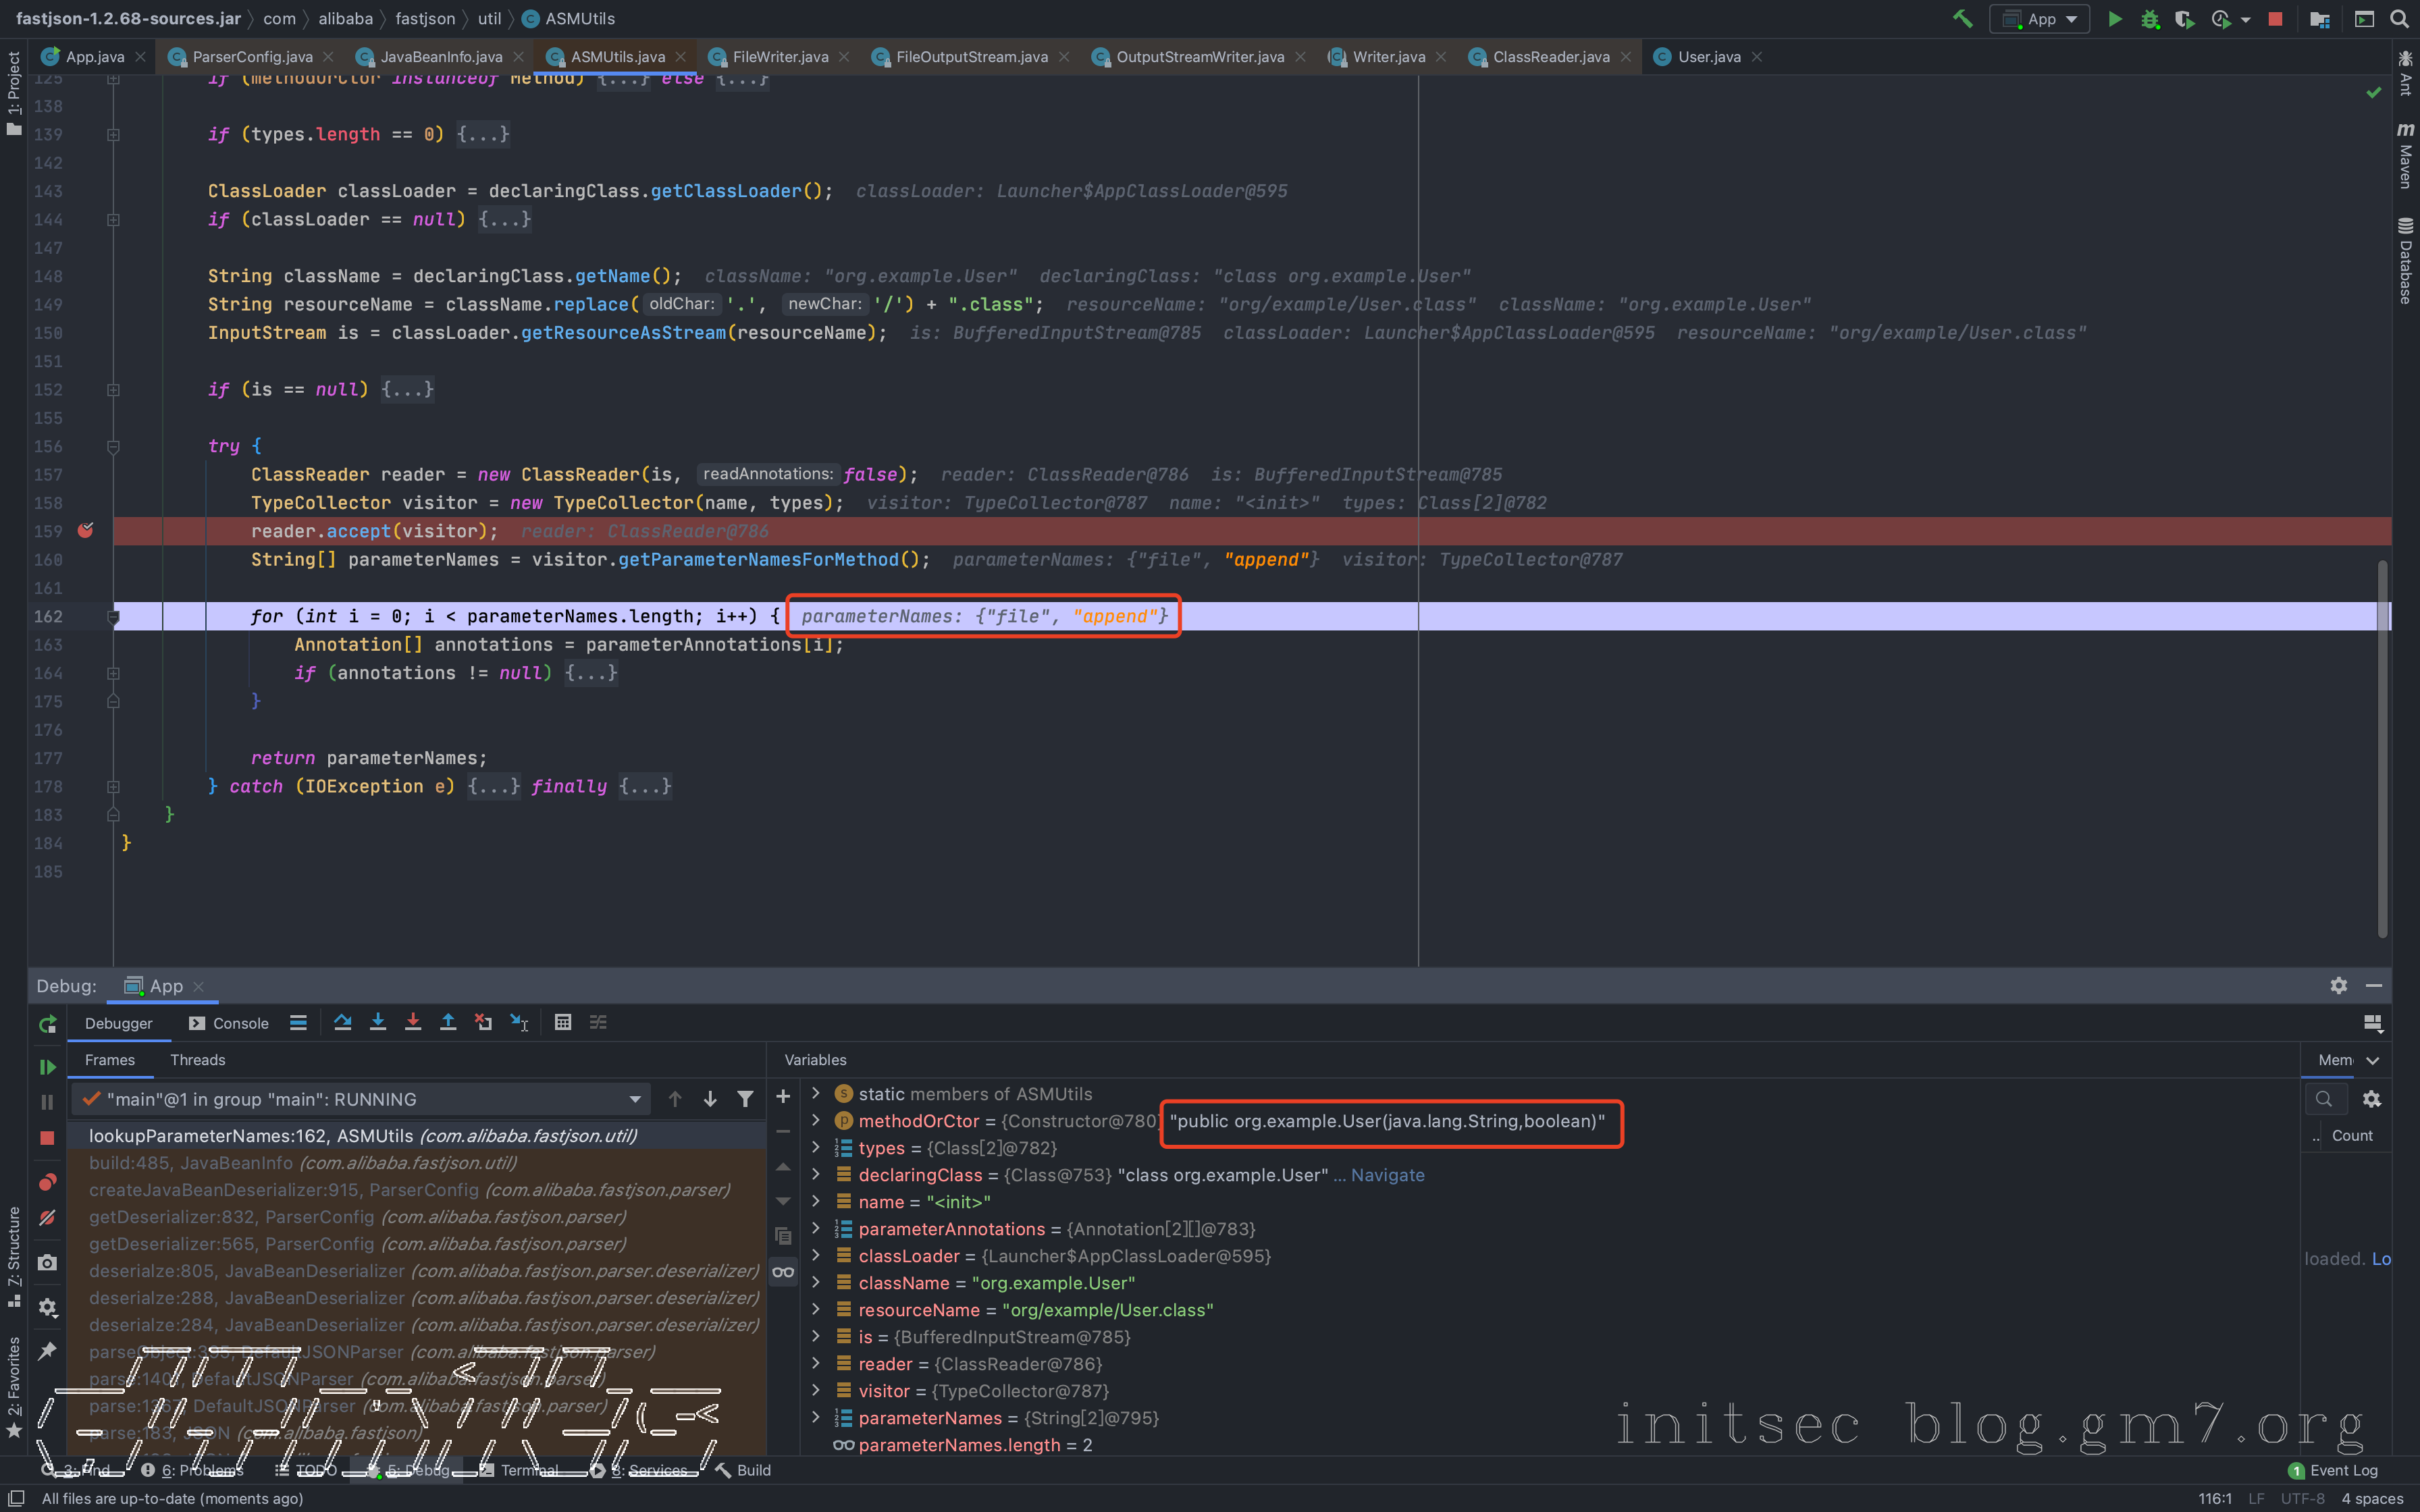 fastjson-1.2.68-sources.jar com alibaba fastjson util ASMUtils App
App.java ParserConfig.java JavaBeanInfo.java ASMUtils.java FileWriter.java FileOutputStream.java OutputStreamWriter.java Writer.java ClassReader.java User.java
1: Project
Ant
Maven
Database
125 if (methodOrCtor instanceof Method) {...} else {...}
138
139 if (types.length == 0) {...}
142
143 ClassLoader classLoader = declaringClass.getClassLoader(); classLoader: Launcher$AppClassLoader@595
144 if (classLoader == null) {...}
147
148 String className = declaringClass.getName(); className: "org.example.User" declaringClass: "class org.example.User"
149 String resourceName = className.replace( oldChar: '.', newChar: '/') + ".class"; resourceName: "org/example/User.class" className: "org.example.User"
150 InputStream is = classLoader.getResourceAsStream(resourceName); is: BufferedInputStream@785 classLoader: Launcher$AppClassLoader@595 resourceName: "org/example/User.class"
151
152 if (is == null) {...}
155
156 try {
157 ClassReader reader = new ClassReader(is, readAnnotations: false); reader: ClassReader@786 is: BufferedInputStream@785
158 TypeCollector visitor = new TypeCollector(name, types); visitor: TypeCollector@787 name: "<init>" types: Class[2]@782
159 reader.accept(visitor); reader: ClassReader@786
160 String[] parameterNames = visitor.getParameterNamesForMethod(); parameterNames: {"file", "append"} visitor: TypeCollector@787
161
162 for (int i = 0; i < parameterNames.length; i++) { parameterNames: {"file", "append"}
163 Annotation[] annotations = parameterAnnotations[i];
164 if (annotations != null) {...}
175 }
176
177 return parameterNames;
178 } catch (IOException e) {...} finally {...}
183 }
184 }
185
Debug: App
Debugger Console
Frames Threads
"main"@1 in group "main": RUNNING
lookupParameterNames:162, ASMUtils (com.alibaba.fastjson.util)
build:485, JavaBeanInfo (com.alibaba.fastjson.util)
createJavaBeanDeserializer:915, ParserConfig (com.alibaba.fastjson.parser)
getDeserializer:832, ParserConfig (com.alibaba.fastjson.parser)
getDeserializer:565, ParserConfig (com.alibaba.fastjson.parser)
deserialze:805, JavaBeanDeserializer (com.alibaba.fastjson.parser.deserializer)
deserialze:288, JavaBeanDeserializer (com.alibaba.fastjson.parser.deserializer)
deserialze:284, JavaBeanDeserializer (com.alibaba.fastjson.parser.deserializer)
DefaultJSONParser (com.alibaba.fastjson.parser)
DefaultJSONParser (com.alibaba.fastjson.parser)
parse:1367, DefaultJSONParser (com.alibaba.fastjson.parser)
parse:183, JSON (com.alibaba.fastjson)
Variables
static members of ASMUtils
methodOrCtor = {Constructor@780} "public org.example.User(java.lang.String,boolean)"
types = {Class[2]@782}
declaringClass = {Class@753} "class org.example.User" ... Navigate
name = "<init>"
parameterAnnotations = {Annotation[2][]@783}
classLoader = {Launcher$AppClassLoader@595}
className = "org.example.User"
resourceName = "org/example/User.class"
is = {BufferedInputStream@785}
reader = {ClassReader@786}
visitor = {TypeCollector@787}
parameterNames = {String[2]@795}
parameterNames.length = 2
Mem
.. Count
loaded. Lo
7: Structure
2: Favorites
initsec blog.gm7.org
3: Find 6: Problems TODO 5: Debug Terminal 8: Services Build 1 Event Log
All files are up-to-date (moments ago) 116:1 LF UTF-8 4 spaces